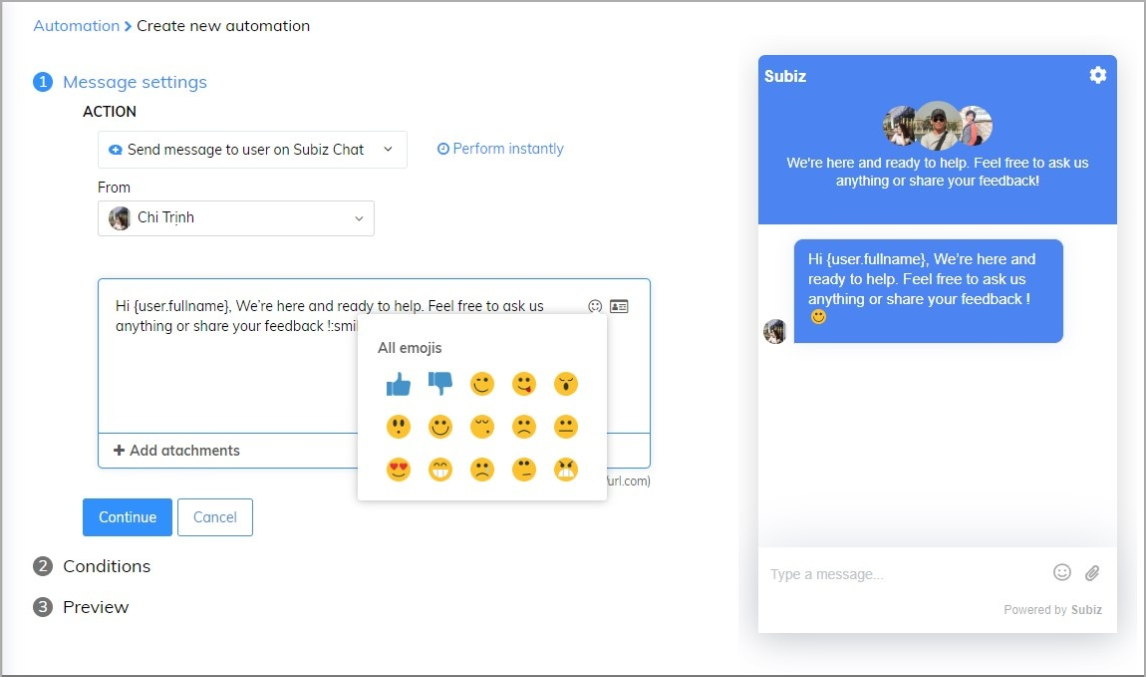 Automation > Create new automation
1 Message settings
ACTION
Send message to user on Subiz Chat
Perform instantly
From
Chi Trịnh
Hi {user.fullname}, We're here and ready to help. Feel free to ask us
anything or share your feedback !:smil
All emojis
+ Add atachments
/url.com)
Continue
Cancel
2 Conditions
3 Preview
Subiz
We're here and ready to help. Feel free to ask us
anything or share your feedback!
Hi {user.fullname}, We're here and
ready to help. Feel free to ask us
anything or share your feedback !
Type a message...
Powered by Subiz